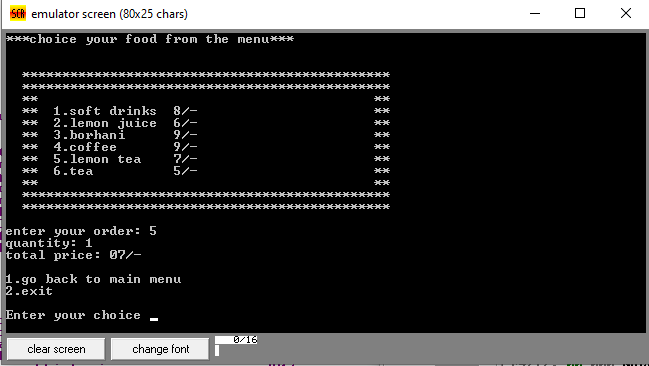 emulator screen (80x25 chars)
***choice your food from the menu***
**********************************************
**********************************************
** **
** 1.soft drinks 8/- **
** 2.lemon juice 6/- **
** 3.borhani 9/- **
** 4.coffee 9/- **
** 5.lemon tea 7/- **
** 6.tea 5/- **
** **
**********************************************
**********************************************
enter your order: 5
quantity: 1
total price: 07/-
1.go back to main menu
2.exit
Enter your choice _
clear screen change font 0/16